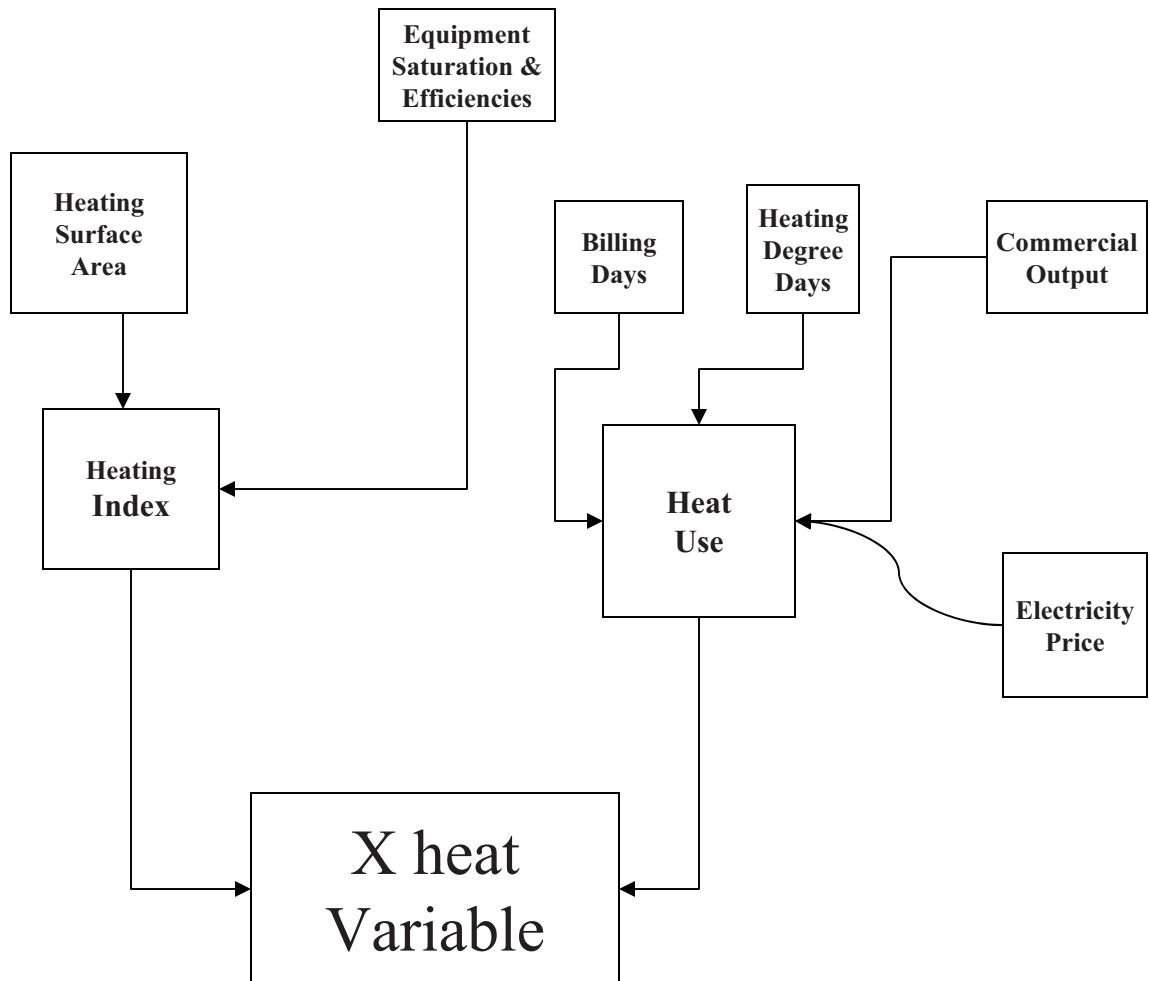 Equipment
Saturation &
Efficiencies
Heating
Surface
Area
Billing
Days
Heating
Degree
Days
Commercial
Output
Heating
Index
Heat
Use
Electricity
Price
X heat
Variable